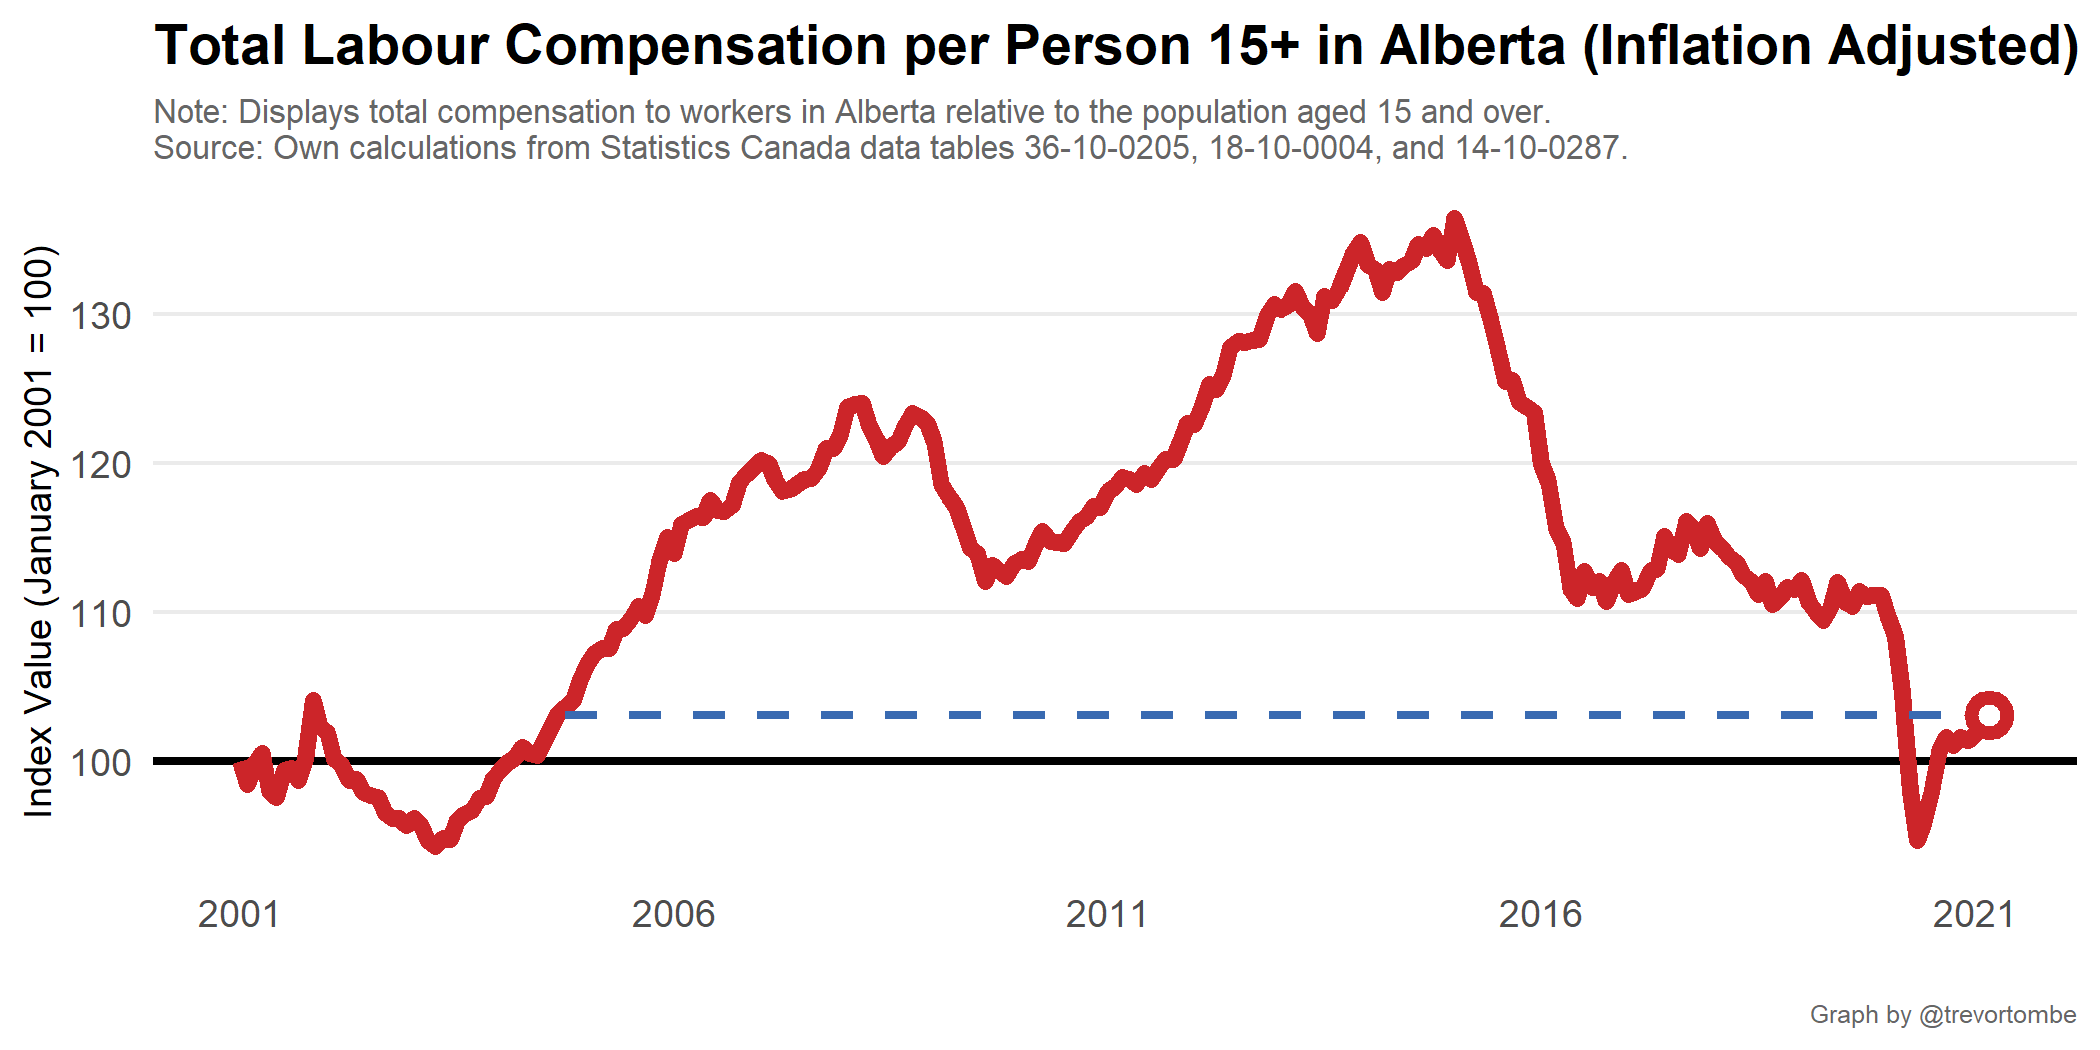 Total Labour Compensation per Person 15+ in Alberta (Inflation Adjusted)
Note: Displays total compensation to workers in Alberta relative to the population aged 15 and over.
Source: Own calculations from Statistics Canada data tables 36-10-0205, 18-10-0004, and 14-10-0287.
Index Value (January 2001 = 100)
130
120
110
100
2001
2006
2011
2016
2021
Graph by @trevortombe